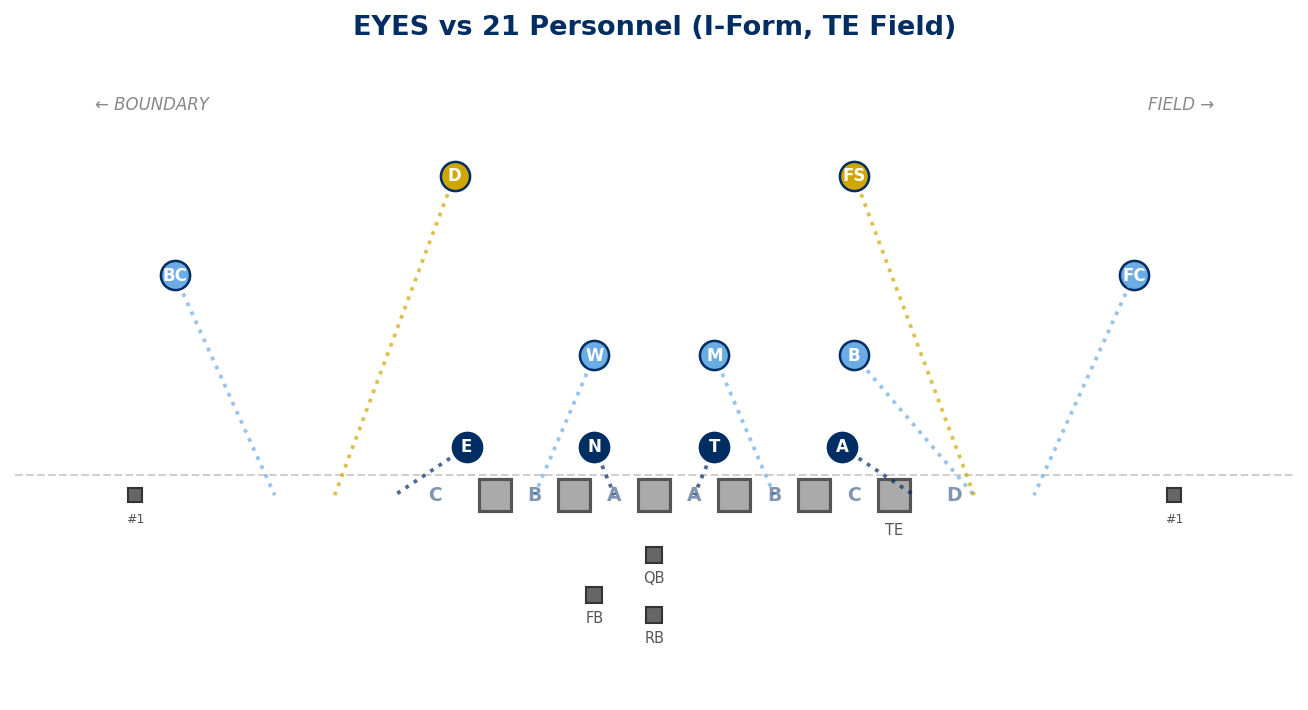 EYES vs 21 Personnel (I-Form, TE Field)
← BOUNDARY
FIELD →
D
FS
BC
FC
W
M
B
E
N
T
A
C
B
A
A
B
C
D
#1
#1
TE
QB
FB
RB